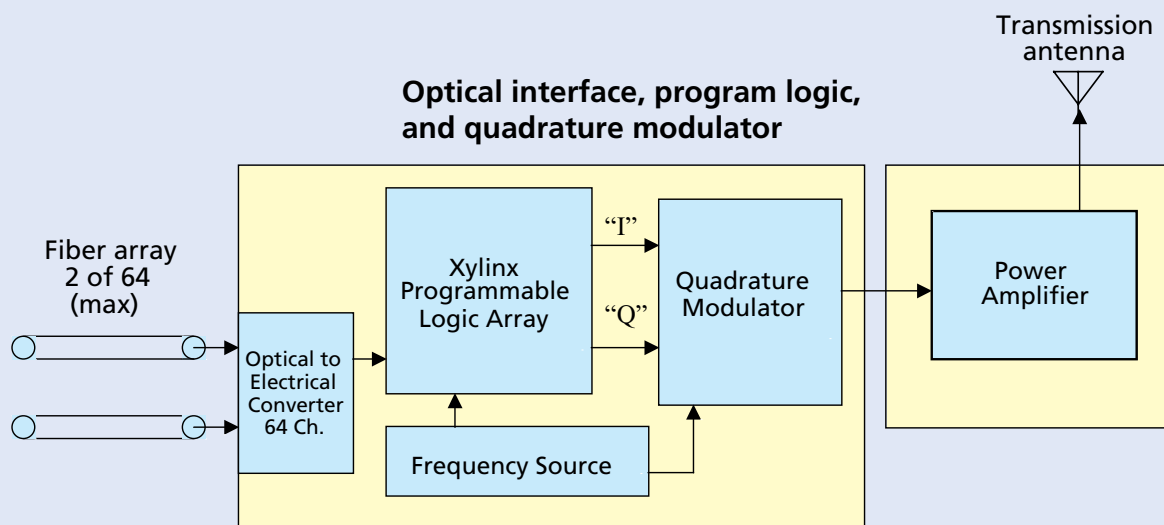 Transmission
antenna
Optical interface, program logic,
and quadrature modulator
Fiber array
2 of 64
(max)
Optical to
Electrical
Converter
64 Ch.
Xylinx
Programmable
Logic Array
“I”
“Q”
Quadrature
Modulator
Frequency Source
Power
Amplifier